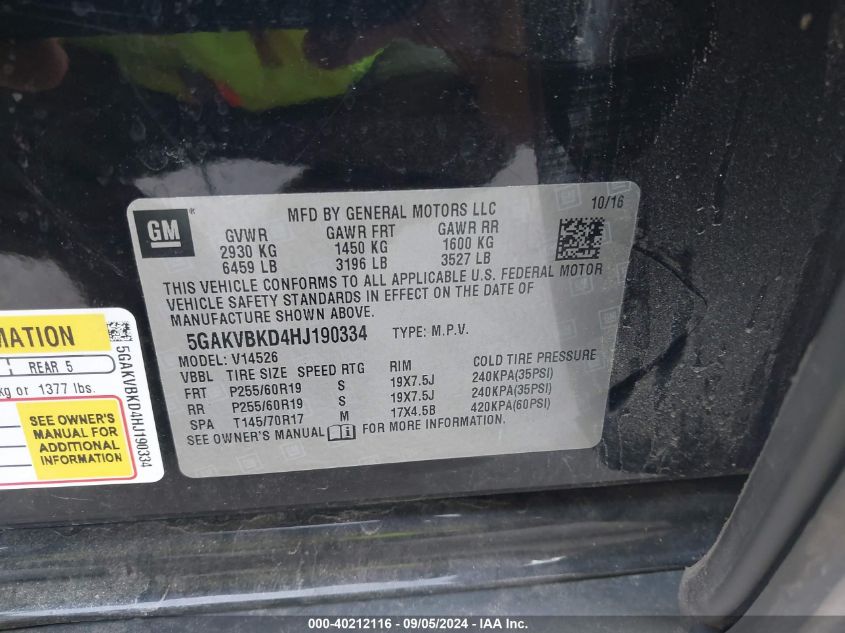 GM
MFD BY GENERAL MOTORS LLC
10/16
GVWR GAWR FRT GAWR RR
2930 KG 1450 KG 1600 KG
6459 LB 3196 LB 3527 LB
THIS VEHICLE CONFORMS TO ALL APPLICABLE U.S. FEDERAL MOTOR
VEHICLE SAFETY STANDARDS IN EFFECT ON THE DATE OF
MANUFACTURE SHOWN ABOVE.
5GAKVBKD4HJ190334 TYPE: M.P.V.
MODEL: V14526
VBBL TIRE SIZE SPEED RTG RIM COLD TIRE PRESSURE
FRT P255/60R19 S 19X7.5J 240KPA(35PSI)
RR P255/60R19 S 19X7.5J 240KPA(35PSI)
SPA T145/70R17 M 17X4.5B 420KPA(60PSI)
SEE OWNER'S MANUAL FOR MORE INFORMATION.
MATION
REAR 5
kg or 1377 lbs.
SEE OWNER'S
MANUAL FOR
ADDITIONAL
INFORMATION
5GAKVBKD4HJ190334
000-40212116 - 09/05/2024 - IAAI.com